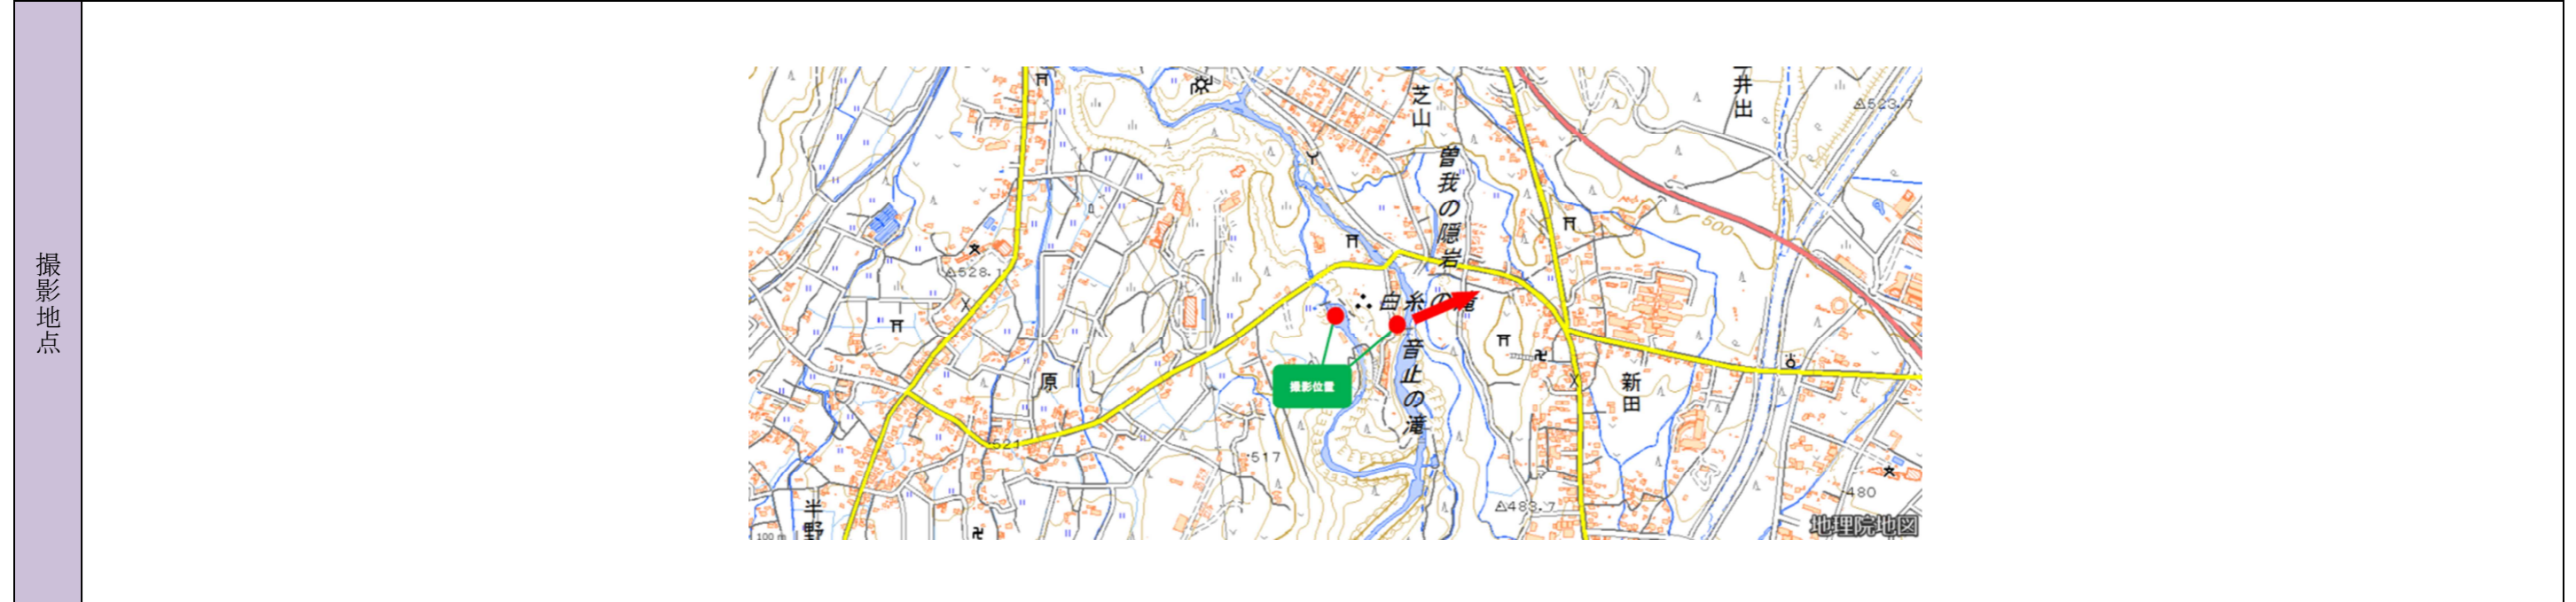 撮影地点
井出
523.7
芝山
曽我の隠岩
500
528.1
白糸の滝
音止の滝
撮影位置
原
新田
521
517
480
483.7
半野
100 m
地理院地図